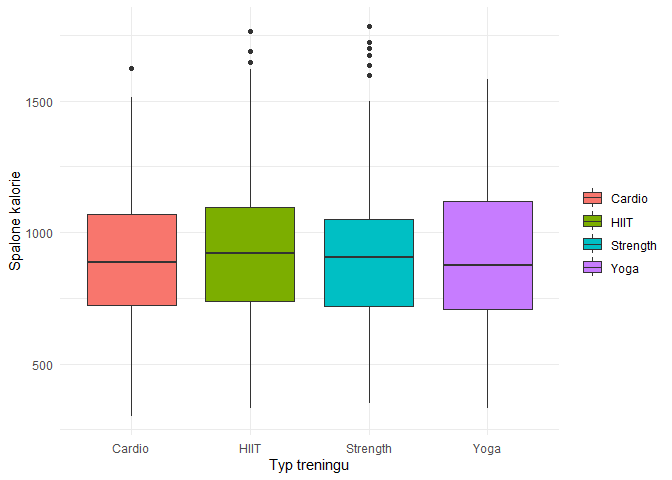 Spalone kalorie
1500
1000
500
Cardio
HIIT
Strength
Yoga
Typ treningu
Cardio
HIIT
Strength
Yoga